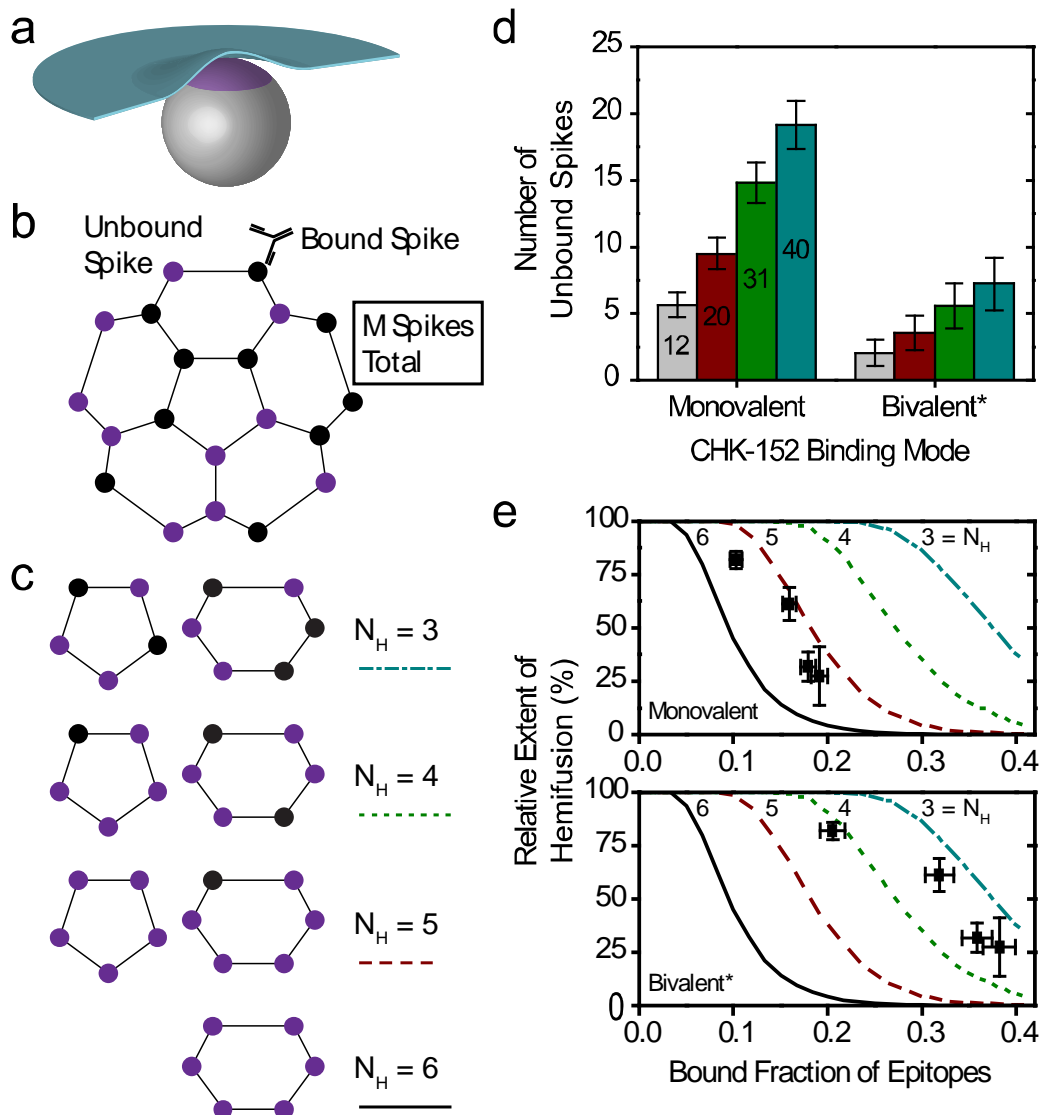 a
b
Unbound
Spike
Bound Spike
M Spikes
Total
c
N_H = 3
N_H = 4
N_H = 5
N_H = 6
d
Number of
Unbound Spikes
25
20
15
10
5
0
12
20
31
40
Monovalent
Bivalent*
CHK-152 Binding Mode
e
Relative Extent of
Hemifusion (%)
100
75
50
25
0
6
5
4
3 = N_H
Monovalent
0.0
0.1
0.2
0.3
0.4
100
75
50
25
0
6
5
4
3 = N_H
Bivalent*
0.0
0.1
0.2
0.3
0.4
Bound Fraction of Epitopes